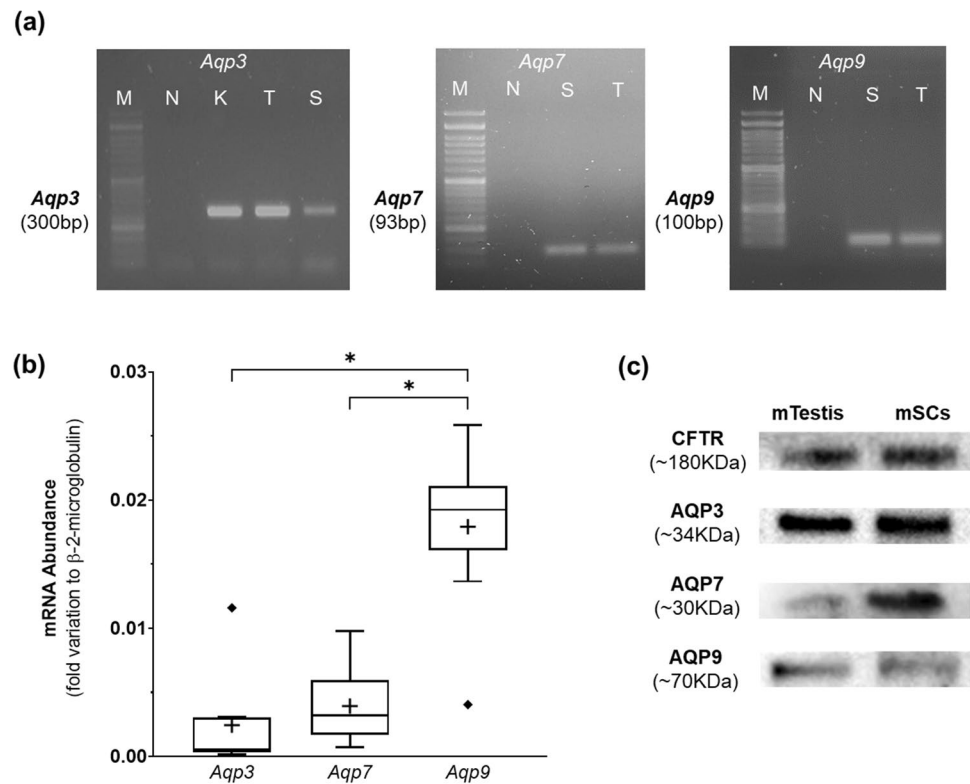 (a)
Aqp3
M N K T S
Aqp3
(300bp)
Aqp7
M N S T
Aqp7
(93bp)
Aqp9
M N S T
Aqp9
(100bp)
(b)
mRNA Abundance
(fold variation to β-2-microglobulin)
0.03
0.02
0.01
0.00
*
*
Aqp3 Aqp7 Aqp9
(c)
mTestis mSCs
CFTR
(~180KDa)
AQP3
(~34KDa)
AQP7
(~30KDa)
AQP9
(~70KDa)